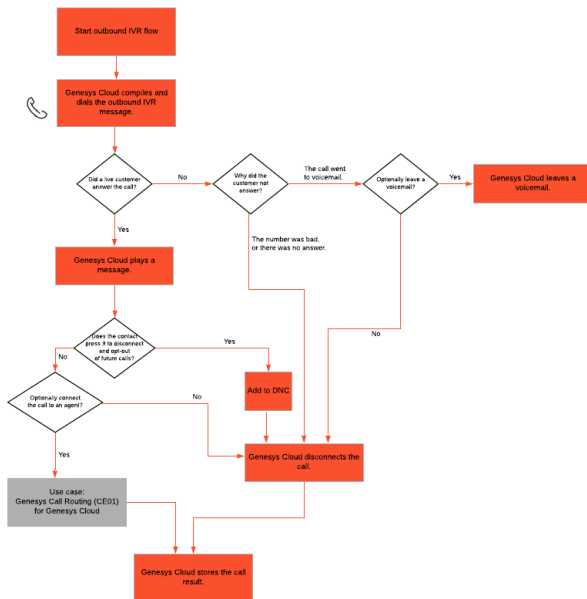 Start outbound IVR flow
Genesys Cloud compiles and
dials the outbound IVR
message.
Did a live customer
answer the call?
No
Why did the
customer not
answer?
The call went
to voicemail.
Optionally leave a
voicemail?
Yes
Genesys Cloud leaves a
voicemail.
Yes
The number was bad,
or there was no answer.
Genesys Cloud plays a
message.
Does the contact
press 9 to disconnect
and opt-out
of future calls?
Yes
No
No
Add to DNC
Optionally connect
the call to an agent?
No
Genesys Cloud disconnects the
call.
Yes
Use case:
Genesys Call Routing (CE01)
for Genesys Cloud
Genesys Cloud stores the call
result.